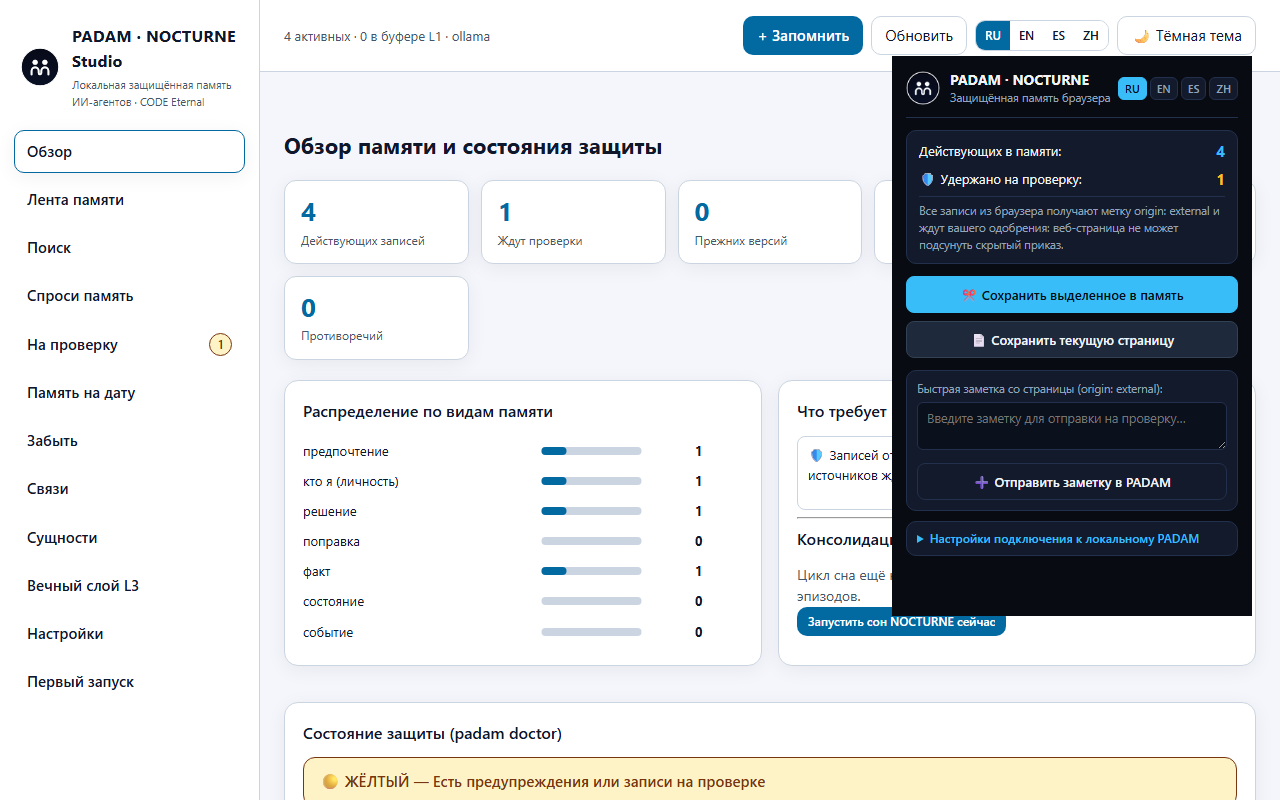 PADAM · NOCTURNE
Studio
Локальная защищённая память
ИИ-агентов · CODE Eternal
Обзор
Лента памяти
Поиск
Спроси память
На проверку
1
Память на дату
Забыть
Связи
Сущности
Вечный слой L3
Настройки
Первый запуск
4 активных · 0 в буфере L1 · ollama
+ Запомнить
Обновить
RU EN ES ZH
🌙 Тёмная тема
Обзор памяти и состояния защиты
4
Действующих записей
1
Ждут проверки
0
Прежних версий
0
Противоречий
Распределение по видам памяти
предпочтение 1
кто я (личность) 1
решение 1
поправка 0
факт 1
состояние 0
событие 0
Что требует
🛡️ Записей
источников
Консолидац
Цикл сна ещё
эпизодов.
Запустить сон NOCTURNE сейчас
Состояние защиты (padam doctor)
🟡 ЖЁЛТЫЙ — Есть предупреждения или записи на проверке
PADAM · NOCTURNE
Защищённая память браузера
RU EN ES ZH
Действующих в памяти: 4
🛡️ Удержано на проверку: 1
Все записи из браузера получают метку origin: external и
ждут вашего одобрения: веб-страница не может
подсунуть скрытый приказ.
Сохранить выделенное в память
📄 Сохранить текущую страницу
Быстрая заметка со страницы (origin: external):
Введите заметку для отправки на проверку...
➕ Отправить заметку в PADAM
▶ Настройки подключения к локальному PADAM